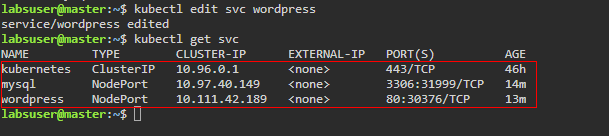 labsuser@master:~$ kubectl edit svc wordpress
service/wordpress edited
labsuser@master:~$ kubectl get svc
NAME         TYPE        CLUSTER-IP      EXTERNAL-IP   PORT(S)          AGE
kubernetes   ClusterIP   10.96.0.1       <none>        443/TCP          46h
mysql        NodePort    10.97.40.149    <none>        3306:31999/TCP   14m
wordpress    NodePort    10.111.42.189   <none>        80:30376/TCP     13m
labsuser@master:~$